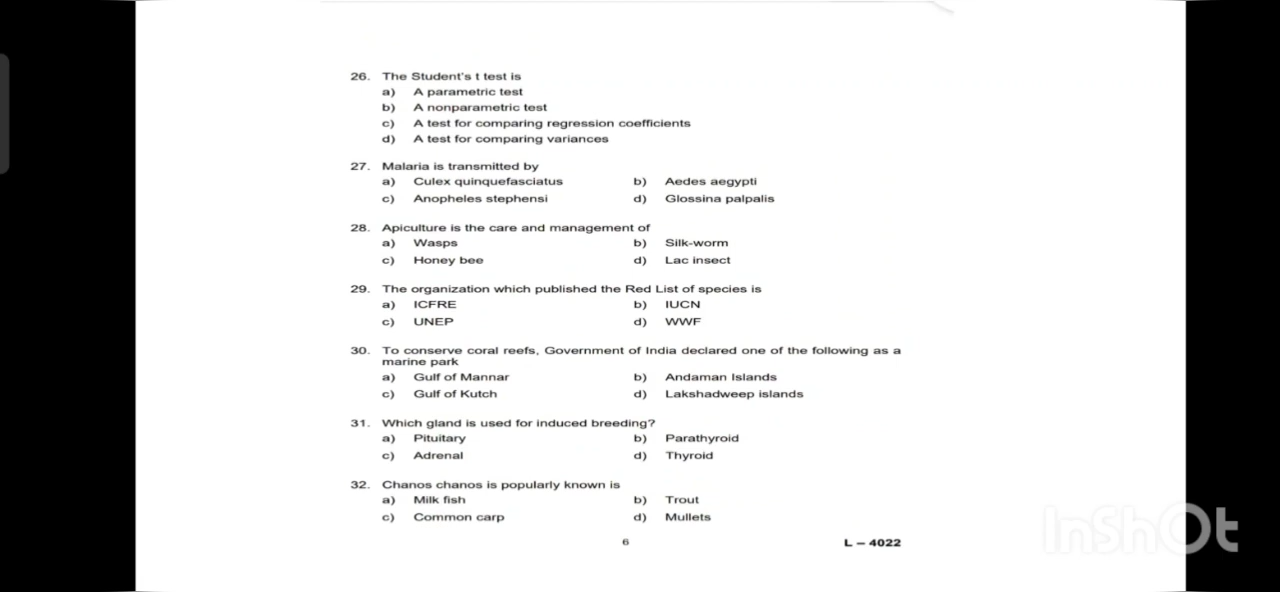 26. The Student's t test is
a) A parametric test
b) A nonparametric test
c) A test for comparing regression coefficients
d) A test for comparing variances
27. Malaria is transmitted by
a) Culex quinquefasciatus b) Aedes aegypti
c) Anopheles stephensi d) Glossina palpalis
28. Apiculture is the care and management of
a) Wasps b) Silk-worm
c) Honey bee d) Lac insect
29. The organization which published the Red List of species is
a) ICFRE b) IUCN
c) UNEP d) WWF
30. To conserve coral reefs, Government of India declared one of the following as a
marine park
a) Gulf of Mannar b) Andaman Islands
c) Gulf of Kutch d) Lakshadweep islands
31. Which gland is used for induced breeding?
a) Pituitary b) Parathyroid
c) Adrenal d) Thyroid
32. Chanos chanos is popularly known is
a) Milk fish b) Trout
c) Common carp d) Mullets
6 L – 4022
InShOt